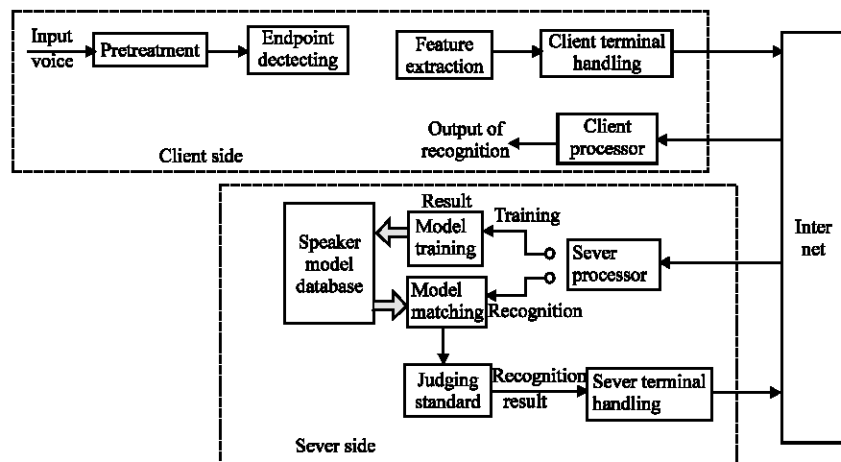 Input
voice
Pretreatment
Endpoint
dectecting
Feature
extraction
Client terminal
handling
Output of
recognition
Client
processor
Client side
Inter
net
Result
Training
Speaker
model
database
Model
training
Sever
processor
Model
matching
Recognition
Judging
standard
Recognition
result
Sever terminal
handling
Sever side